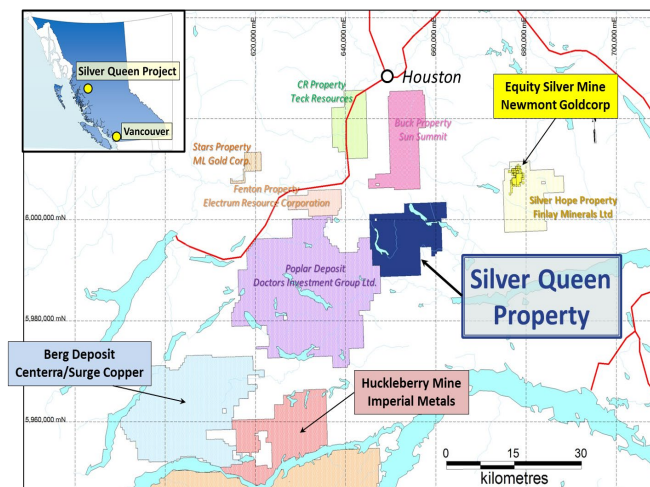 620,000 mE
640,000 mE
660,000 mE
680,000 mE
700,000 mE
Silver Queen Project
Vancouver
Houston
CR Property
Teck Resources
Buck Property
Sun Summit
Equity Silver Mine
Newmont Goldcorp
Stars Property
ML Gold Corp.
Fenton Property
Electrum Resource Corporation
Silver Hope Property
Finlay Minerals Ltd
6,000,000 mN
Poplar Deposit
Doctors Investment Group Ltd.
Silver Queen
Property
5,980,000 mN
Berg Deposit
Centerra/Surge Copper
Huckleberry Mine
Imperial Metals
5,960,000 mN
0 15 30
kilometres